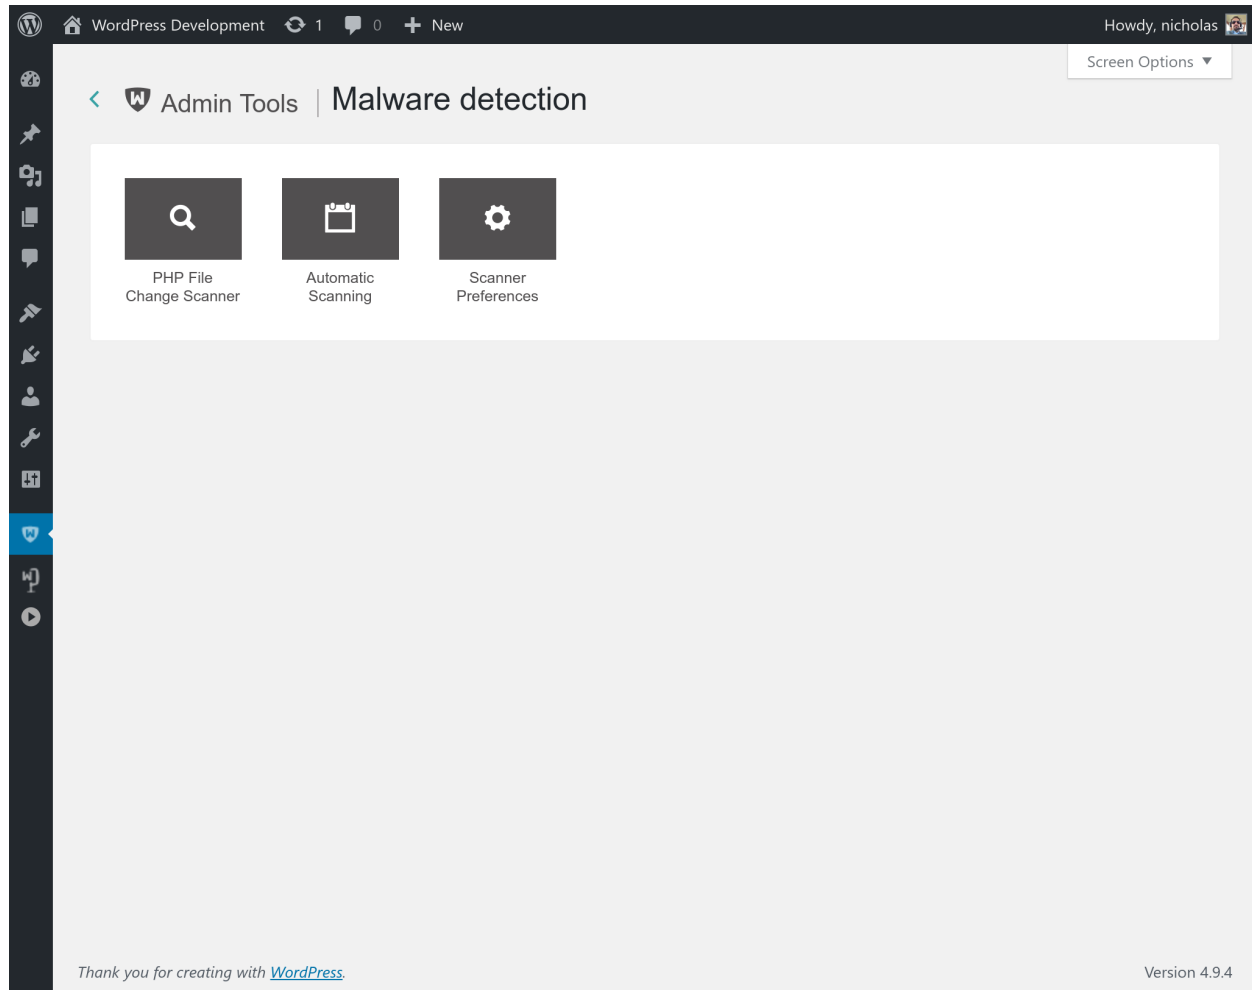 WordPress Development 1 0 New Howdy, nicholas
Screen Options
Admin Tools | Malware detection
PHP File
Change Scanner
Automatic
Scanning
Scanner
Preferences
Thank you for creating with WordPress.
Version 4.9.4